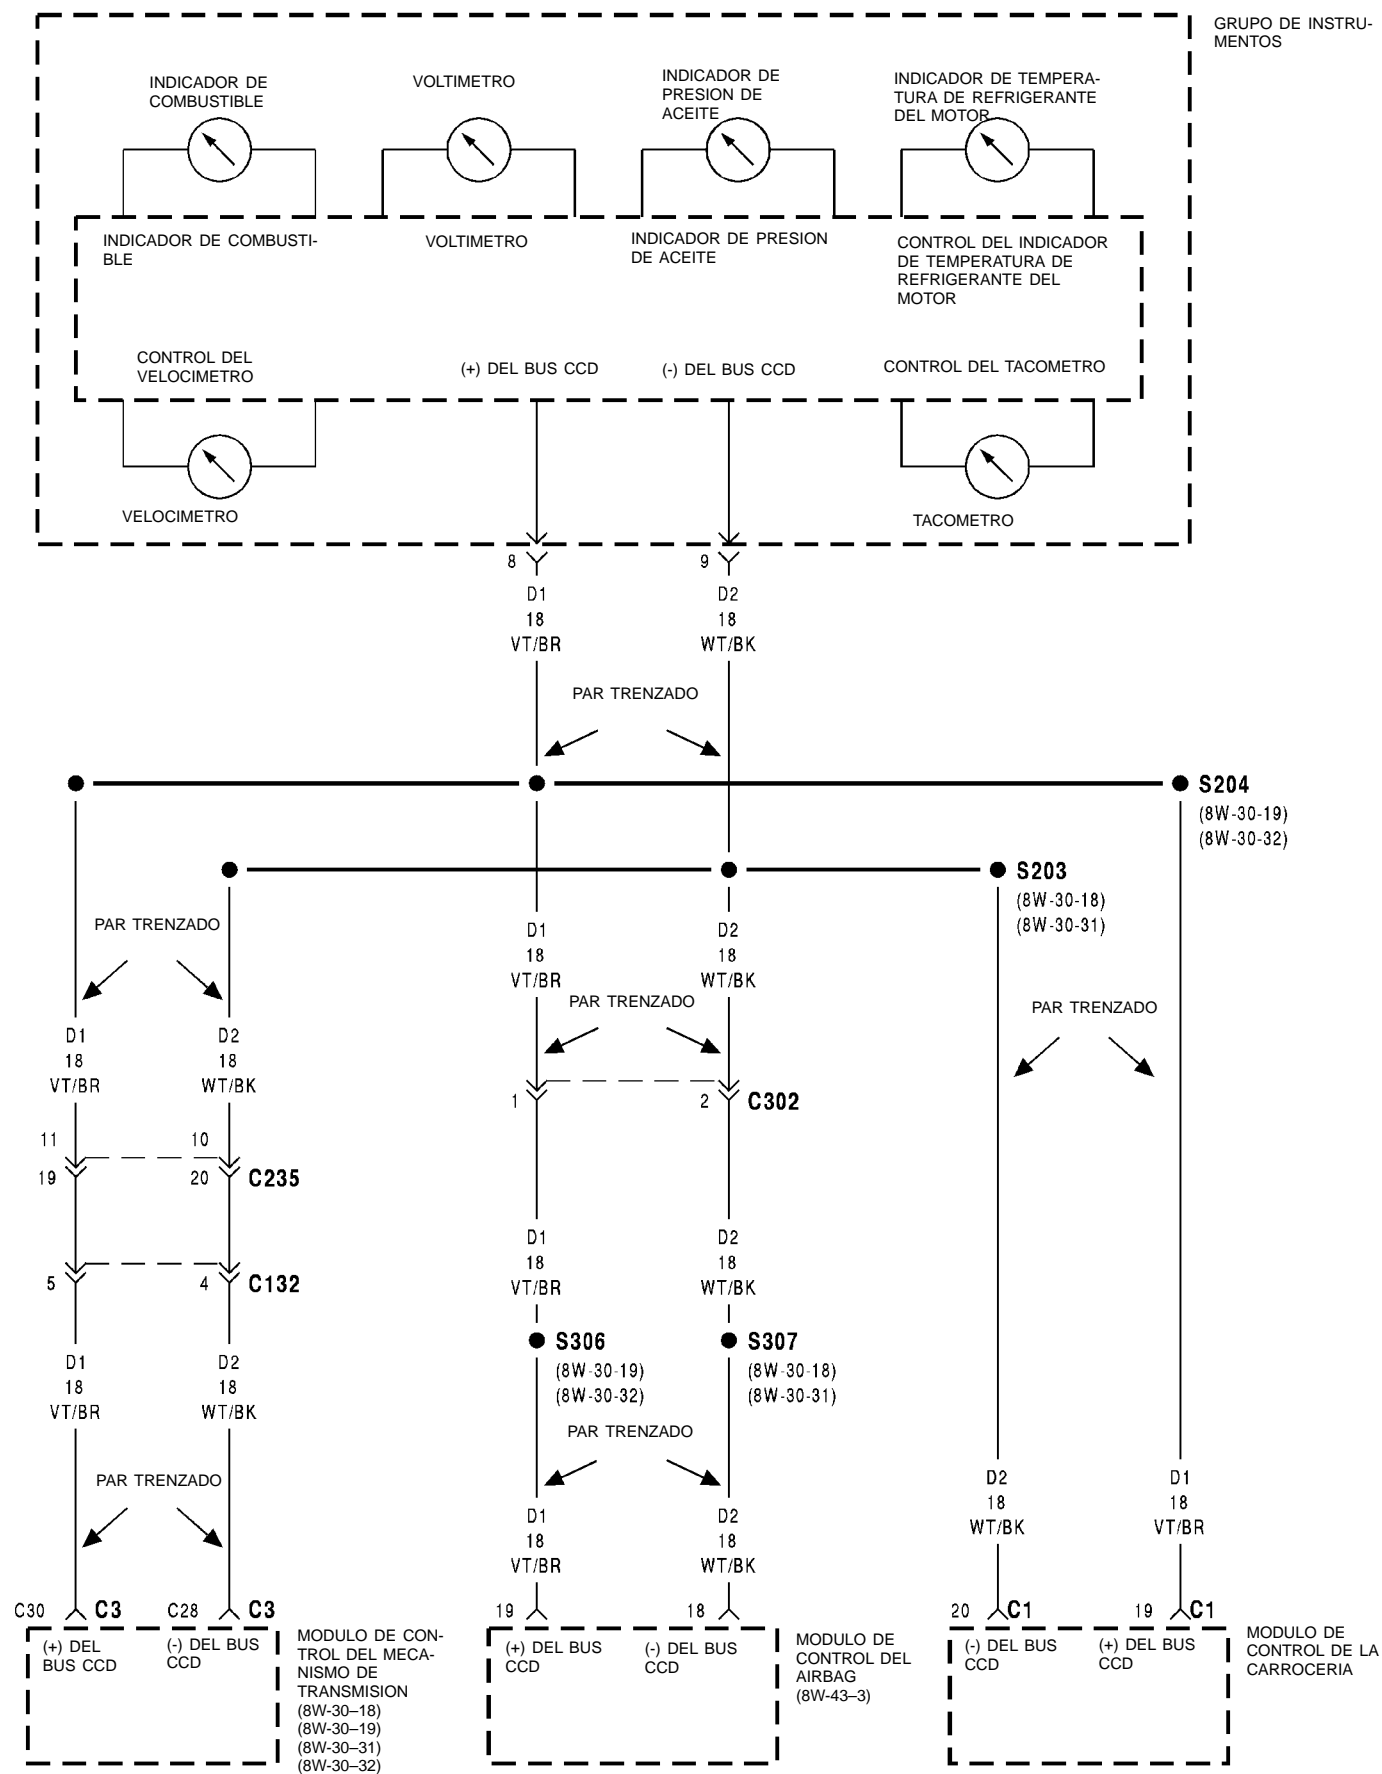 GRUPO DE INSTRU-
MENTOS
INDICADOR DE
COMBUSTIBLE
VOLTIMETRO
INDICADOR DE
PRESION DE
ACEITE
INDICADOR DE TEMPERA-
TURA DE REFRIGERANTE
DEL MOTOR
INDICADOR DE COMBUSTI-
BLE
VOLTIMETRO
INDICADOR DE PRESION
DE ACEITE
CONTROL DEL INDICADOR
DE TEMPERATURA DE
REFRIGERANTE DEL
MOTOR
CONTROL DEL
VELOCIMETRO
(+) DEL BUS CCD
(-) DEL BUS CCD
CONTROL DEL TACOMETRO
VELOCIMETRO
TACOMETRO
8
9
D1
18
VT/BR
D2
18
WT/BK
PAR TRENZADO
S204
(8W-30-19)
(8W-30-32)
S203
(8W-30-18)
(8W-30-31)
PAR TRENZADO
D1
18
VT/BR
D2
18
WT/BK
PAR TRENZADO
PAR TRENZADO
D1
18
VT/BR
D2
18
WT/BK
1
2
C302
11
10
19
20
C235
D1
18
VT/BR
D2
18
WT/BK
5
4
C132
S306
(8W-30-19)
(8W-30-32)
S307
(8W-30-18)
(8W-30-31)
D1
18
VT/BR
D2
18
WT/BK
PAR TRENZADO
PAR TRENZADO
D1
18
VT/BR
D2
18
WT/BK
D2
18
WT/BK
D1
18
VT/BR
C30
C3
C28
C3
19
18
20
C1
19
C1
(+) DEL
BUS CCD
(-) DEL BUS
CCD
MODULO DE CON-
TROL DEL MECA-
NISMO DE
TRANSMISION
(8W-30–18)
(8W-30–19)
(8W-30–31)
(8W-30–32)
(+) DEL BUS
CCD
(-) DEL BUS
CCD
MODULO DE
CONTROL DEL
AIRBAG
(8W-43–3)
(-) DEL BUS
CCD
(+) DEL BUS
CCD
MODULO DE
CONTROL DE LA
CARROCERIA